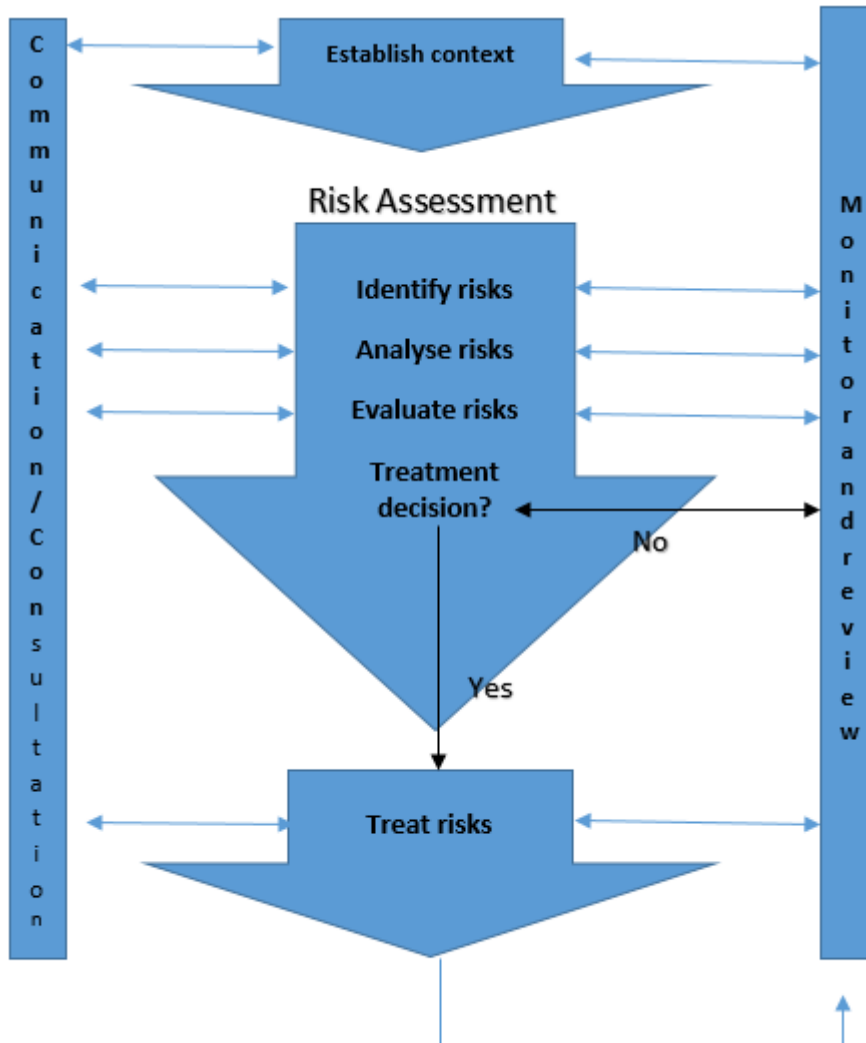 Communication/Consultation
Establish context
Risk Assessment
Identify risks
Analyse risks
Evaluate risks
Treatment
decision?
No
Yes
Treat risks
Monitor and review